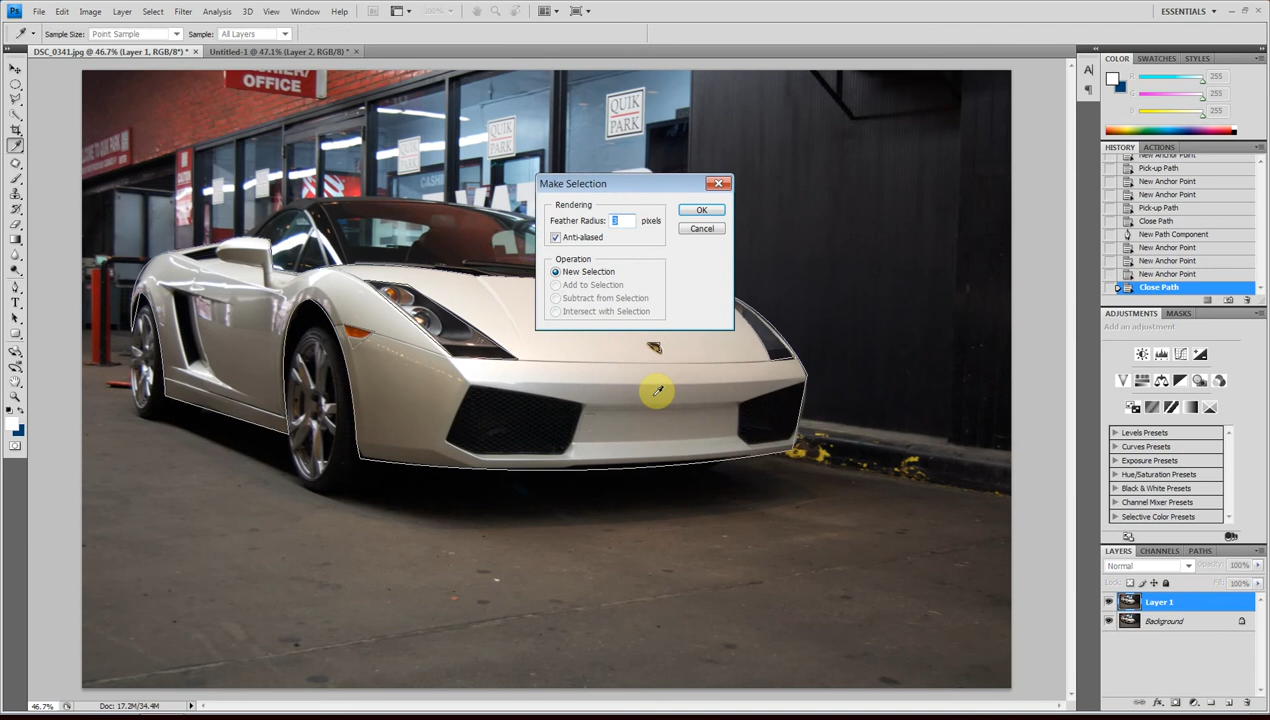 Ps File Edit Image Layer Select Filter Analysis 3D View Window Help 100% ESSENTIALS
Sample Size: Point Sample Sample: All Layers
DSC_0341.jpg @ 46.7% (Layer 1, RGB/8*) * × Untitled-1 @ 47.1% (Layer 2, RGB/8) * ×
OFFICE
QUIK
PARK
QUIK
PARK
QUIK
PARK
Make Selection
Rendering
Feather Radius: 3 pixels
Anti-aliased
OK
Cancel
Operation
New Selection
Add to Selection
Subtract from Selection
Intersect with Selection
COLOR SWATCHES STYLES
R 255
G 255
B 255
HISTORY ACTIONS
New Anchor Point
Pick-up Path
New Anchor Point
New Anchor Point
Pick-up Path
Close Path
New Path Component
New Anchor Point
New Anchor Point
New Anchor Point
Close Path
ADJUSTMENTS MASKS
Add an adjustment
Levels Presets
Curves Presets
Exposure Presets
Hue/Saturation Presets
Black & White Presets
Channel Mixer Presets
Selective Color Presets
LAYERS CHANNELS PATHS
Normal Opacity: 100%
Lock: Fill: 100%
Layer 1
Background
46.7% Doc: 17.2M/34.4M